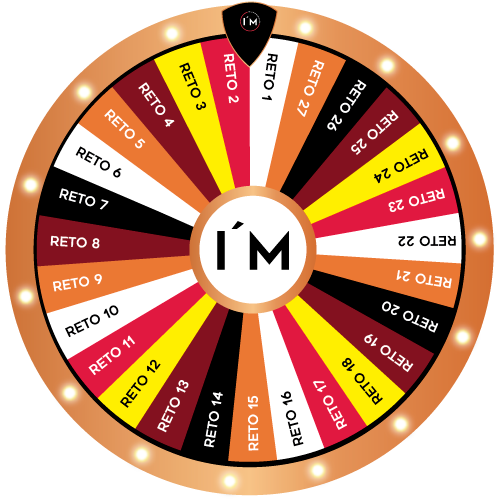 I´M
RETO 1
RETO 2
RETO 3
RETO 4
RETO 5
RETO 6
RETO 7
RETO 8
RETO 9
RETO 10
RETO 11
RETO 12
RETO 13
RETO 14
RETO 15
RETO 16
RETO 17
RETO 18
RETO 19
RETO 20
RETO 21
RETO 22
RETO 23
RETO 24
RETO 25
RETO 26
RETO 27
I´M